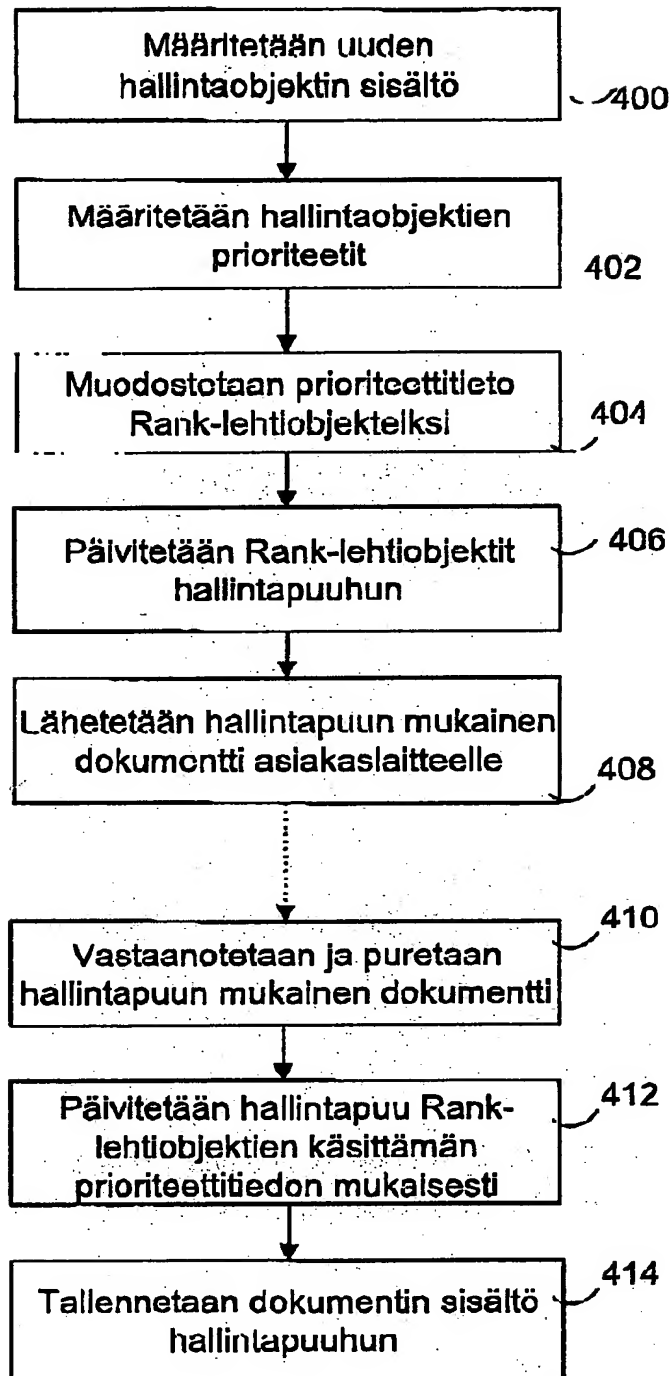 Määritetään uuden
hallintaobjektin sisältö
400
Määritetään hallintaobjektien
prioriteetit
402
Muodostetaan prioriteettitieto
Rank-lehtiobjekteiksi
404
406
Päivitetään Rank-lehtiobjektit
hallintapuuhun
Lähetetään hallintapuun mukainen
dokumentti asiakaslaitteelle
408
410
Vastaanotetaan ja puretaan
hallintapuun mukainen dokumentti
412
Päivitetään hallintapuu Rank-
lehtiobjektien käsittämän
prioriteettitiedon mukaisesti
414
Tallennetaan dokumentin sisältö
hallintapuuhun